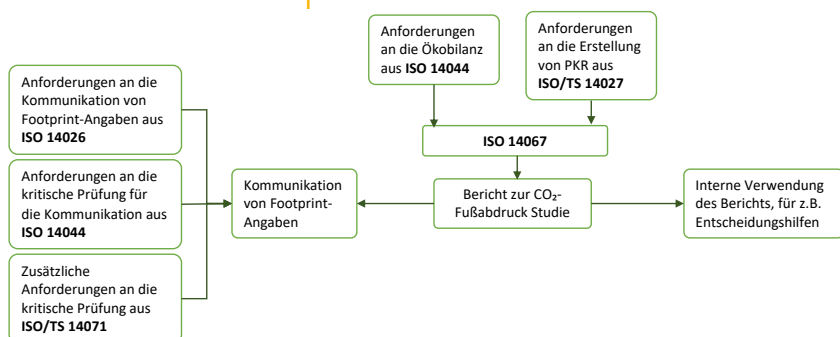 Anforderungen
an die Ökobilanz
aus ISO 14044
Anforderungen
an die Erstellung
von PKR aus
ISO/TS 14027
Anforderungen an die
Kommunikation von
Footprint-Angaben aus
ISO 14026
ISO 14067
Anforderungen an die
kritische Prüfung für
die Kommunikation aus
ISO 14044
Kommunikation
von Footprint-
Angaben
Bericht zur CO₂-
Fußabdruck Studie
Interne Verwendung
des Berichts, für z.B.
Entscheidungshilfen
Zusätzliche
Anforderungen an die
kritische Prüfung aus
ISO/TS 14071